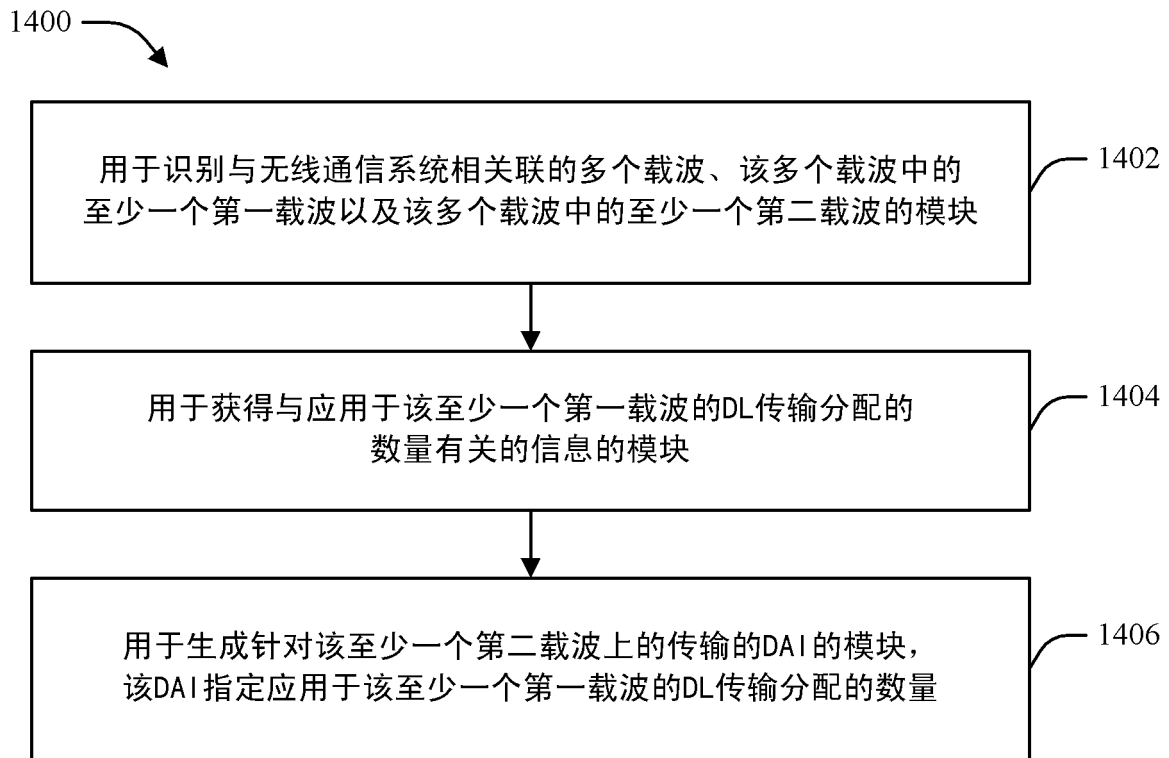 1400
用于识别与无线通信系统相关联的多个载波、该多个载波中的
至少一个第一载波以及该多个载波中的至少一个第二载波的模块
1402
用于获得与应用于该至少一个第一载波的DL传输分配的
数量有关的信息的模块
1404
用于生成针对该至少一个第二载波上的传输的DAI的模块，
该DAI指定应用于该至少一个第一载波的DL传输分配的数量
1406